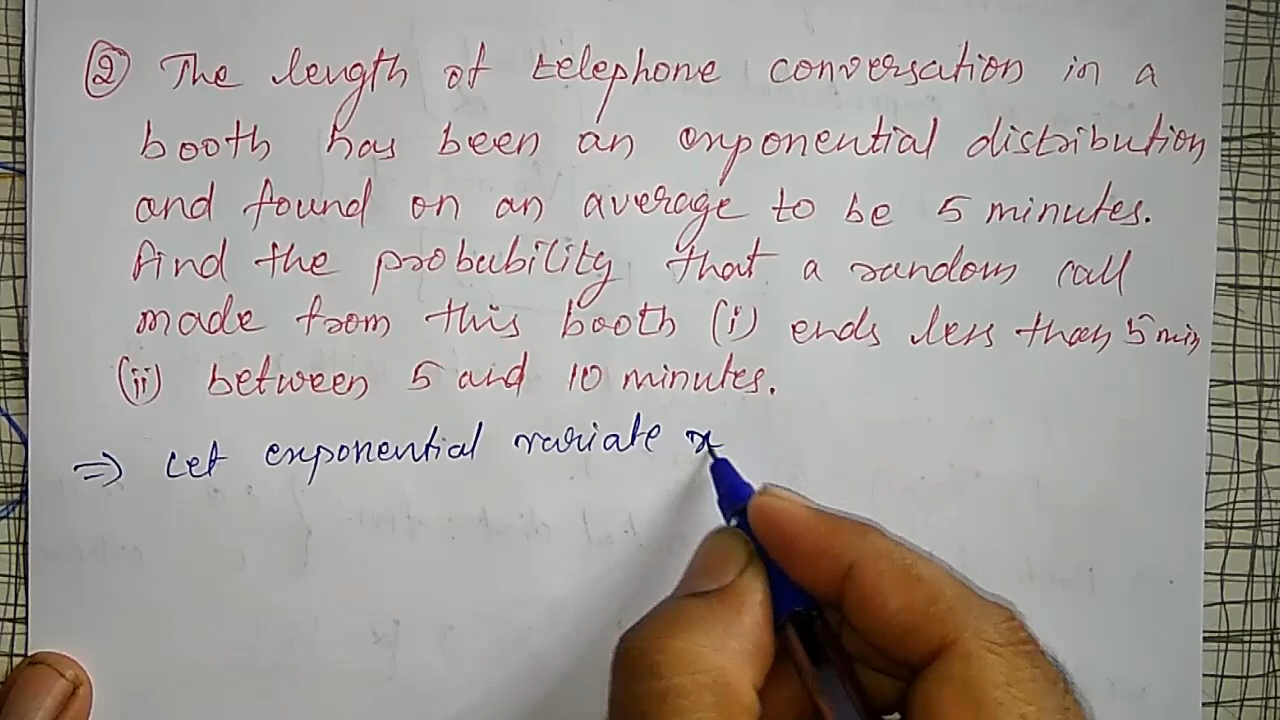 ② The length of telephone conversation in a
booth has been an exponential distribution
and found on an average to be 5 minutes.
Find the probability that a random call
made from this booth (i) ends less than 5 min
(ii) between 5 and 10 minutes.
⇒ Let exponential variate x